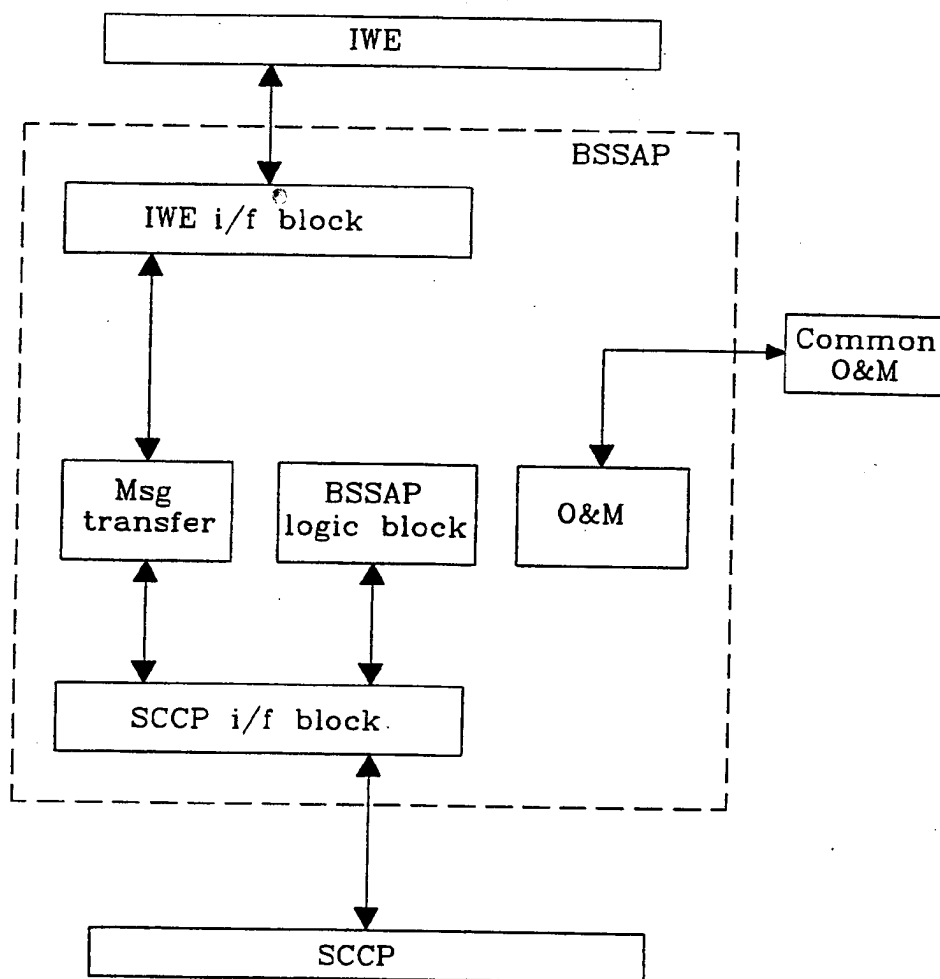 IWE
BSSAP
IWE i/f block
Common
O&M
Msg
transfer
BSSAP
logic block
O&M
SCCP i/f block
SCCP